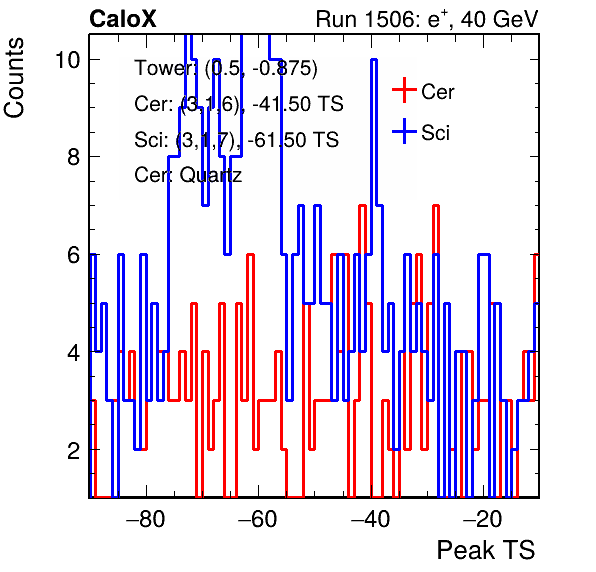 CaloX Run 1506: e+, 40 GeV
Counts
10
8
6
4
2
Tower: (0.5, -0.875)
Cer: (3,1,6), -41.50 TS
Sci: (3,1,7), -61.50 TS
Cer: Quartz
Cer
Sci
−80 −60 −40 −20
Peak TS